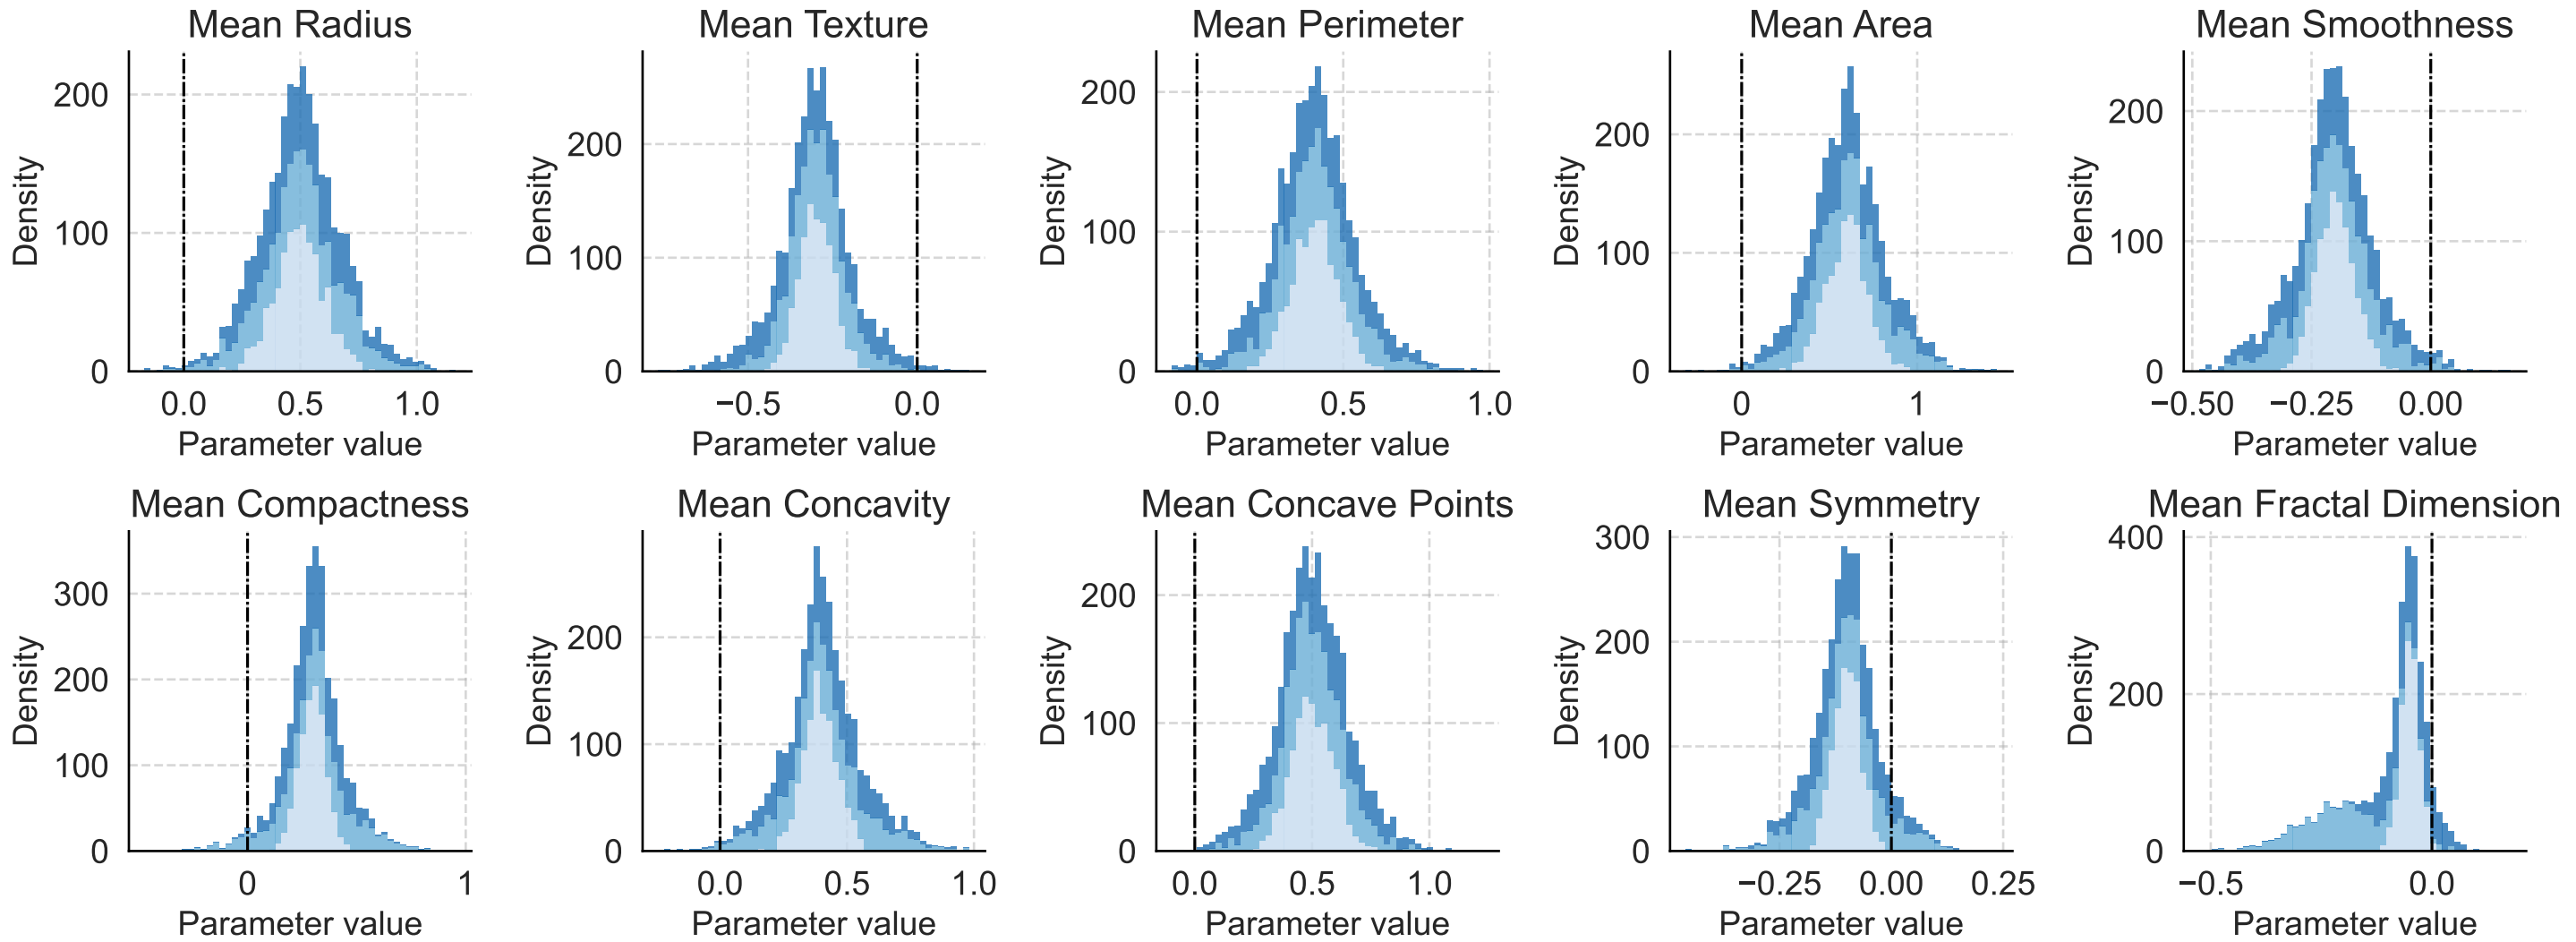 Mean Radius
Mean Texture
Mean Perimeter
Mean Area
Mean Smoothness
Density
200
100
0
0.0 0.5 1.0
Parameter value
Density
200
100
0
−0.5 0.0
Parameter value
Density
200
100
0
0.0 0.5 1.0
Parameter value
Density
200
100
0
0 1
Parameter value
Density
200
100
0
−0.50 −0.25 0.00
Parameter value
Mean Compactness
Mean Concavity
Mean Concave Points
Mean Symmetry
Mean Fractal Dimension
Density
300
200
100
0
0 1
Parameter value
Density
200
100
0
0.0 0.5 1.0
Parameter value
Density
200
100
0
0.0 0.5 1.0
Parameter value
Density
300
200
100
0
−0.25 0.00 0.25
Parameter value
Density
400
200
0
−0.5 0.0
Parameter value